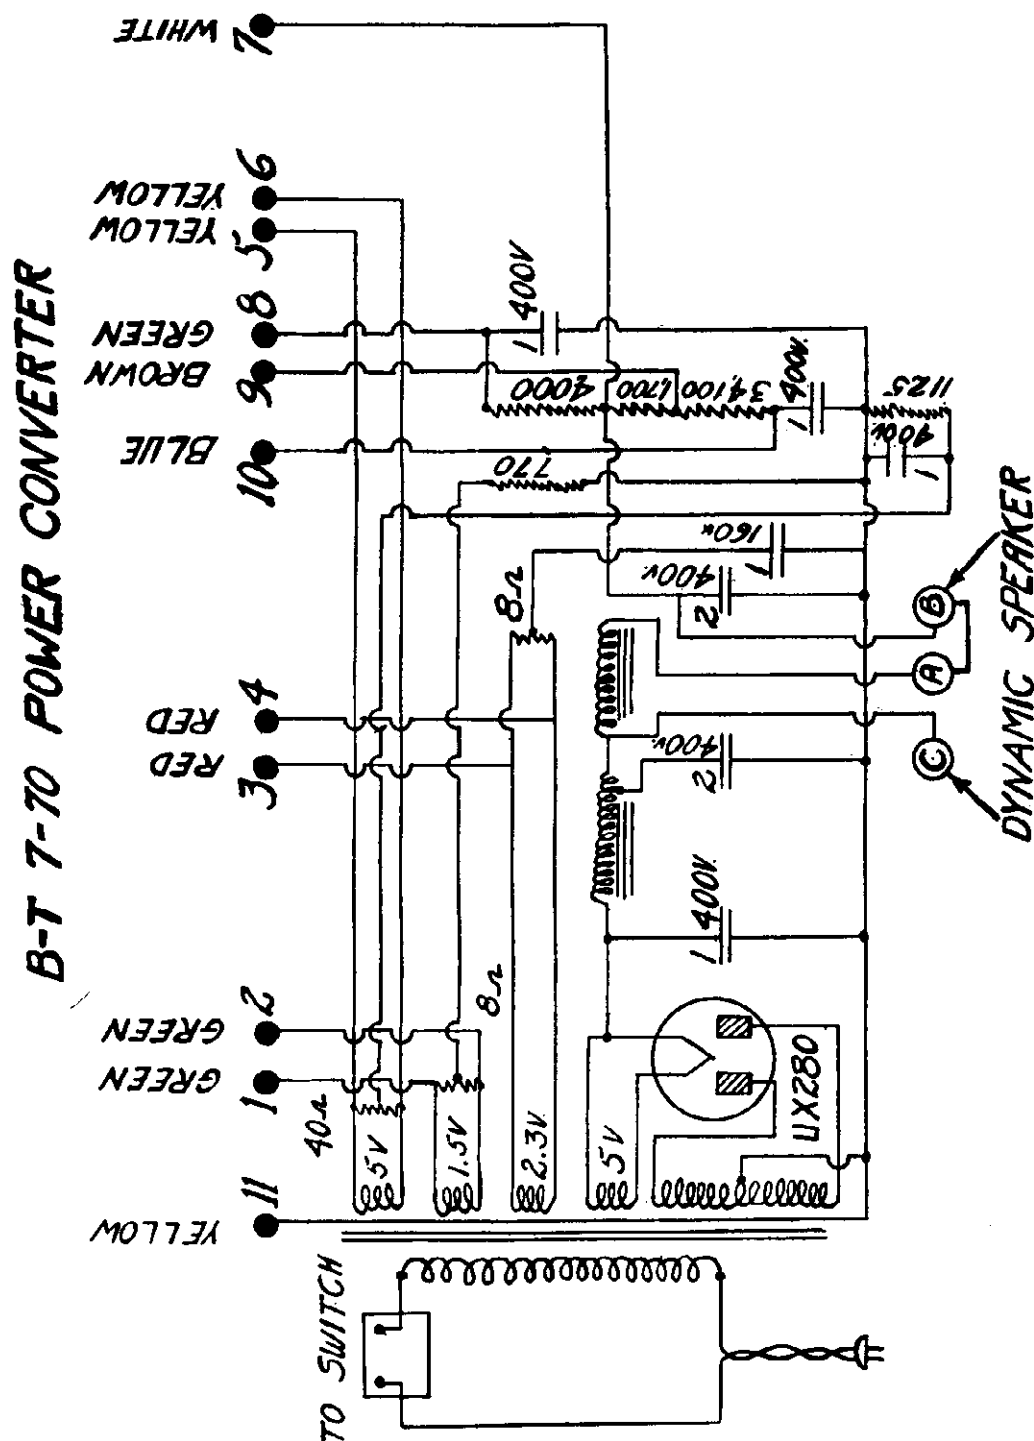 B-T 7-70 POWER CONVERTER
YELLOW
11
GREEN
1
GREEN
2
RED
3
RED
4
BLUE
10
BROWN
9
GREEN
8
YELLOW
5
YELLOW
6
WHITE
7
40Ω
5V
1.5V
8Ω
2.3V
8Ω
5V
UX280
1 400V.
2 400V.
2 400V.
1 160V
770
4000
1,700
34,100
1 400V
1 400V.
1 400V
1125
TO SWITCH
A
B
C
DYNAMIC SPEAKER